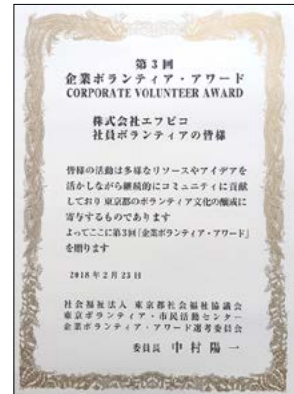 第3回
企業ボランティア・アワード
CORPORATE VOLUNTEER AWARD
株式会社エフピコ
社員ボランティアの皆様
皆様の活動は多様なリソースやアイデアを
活かしながら継続的にコミュニティに貢献
しており東京都のボランティア文化の醸成に
寄与するものであります
よってここに第3回「企業ボランティア・アワード」
を贈ります
2018年2月23日
社会福祉法人 東京都社会福祉協議会
東京ボランティア・市民活動センター
企業ボランティア・アワード選考委員会
委員長 中村陽一